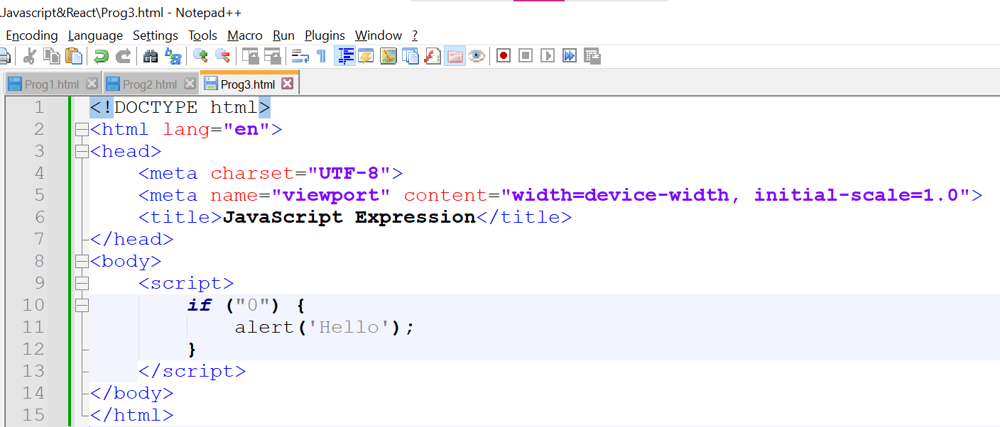 .Javascript&React\Prog3.html - Notepad++
Encoding Language Settings Tools Macro Run Plugins Window ?
Prog1.html Prog2.html Prog3.html
1 <!DOCTYPE html>
2 <html lang="en">
3 <head>
4 <meta charset="UTF-8">
5 <meta name="viewport" content="width=device-width, initial-scale=1.0">
6 <title>JavaScript Expression</title>
7 </head>
8 <body>
9 <script>
10 if ("0") {
11 alert('Hello');
12 }
13 </script>
14 </body>
15 </html>